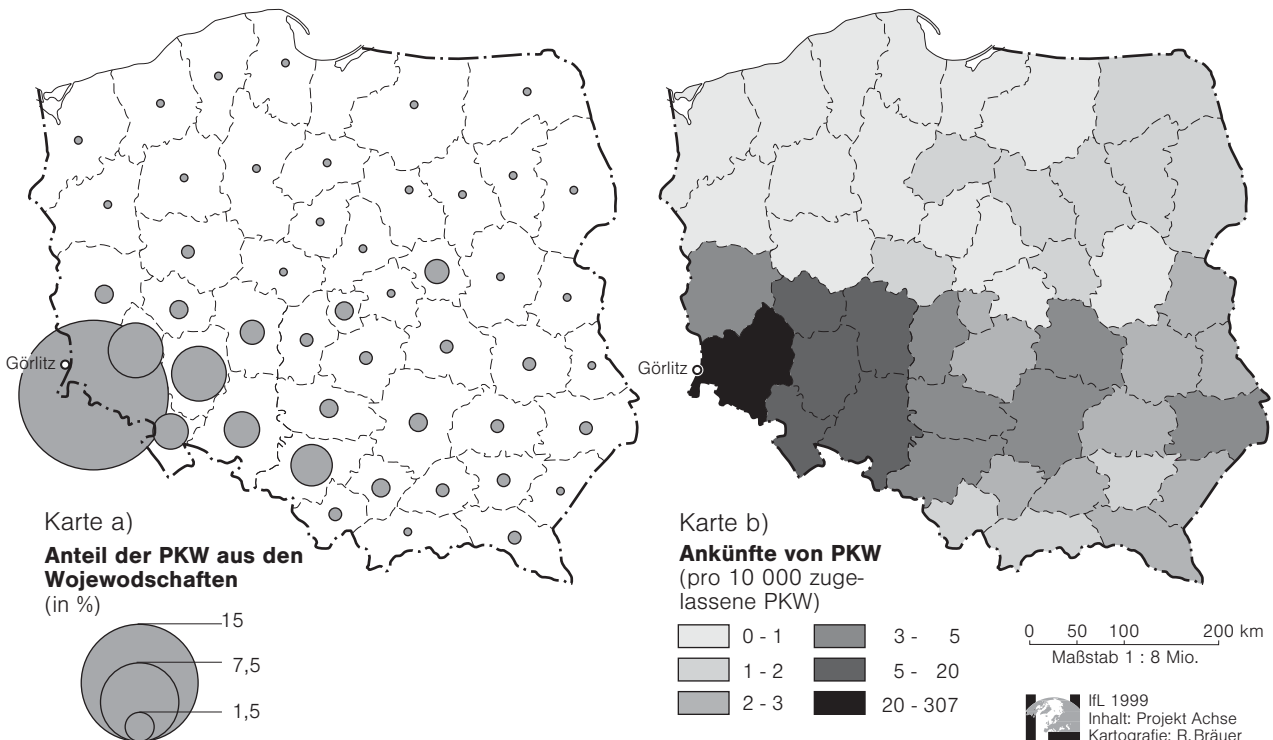 Görlitz
Karte a)
Anteil der PKW aus den
Wojewodschaften
(in %)
15
7,5
1,5
Görlitz
Karte b)
Ankünfte von PKW
(pro 10 000 zuge-
lassene PKW)
0 - 1
1 - 2
2 - 3
3 - 5
5 - 20
20 - 307
0 50 100 200 km
Maßstab 1 : 8 Mio.
IfL 1999
Inhalt: Projekt Achse
Kartografie: R. Bräuer